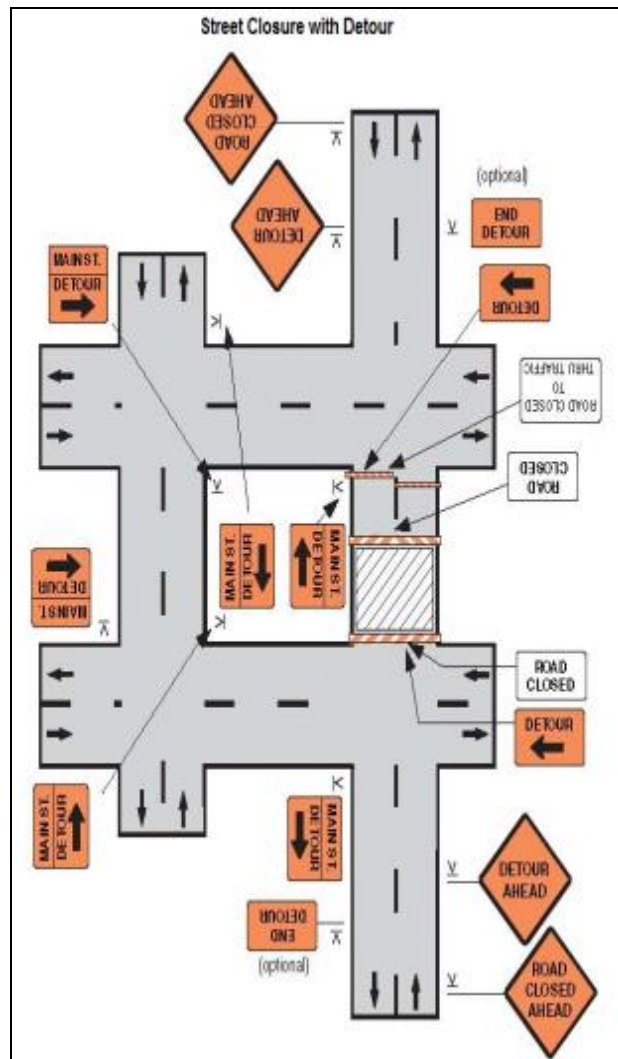 Street Closure with Detour
ROAD
CLOSED
AHEAD
DETOUR
AHEAD
(optional)
END
DETOUR
MAIN ST.
DETOUR
DETOUR
ROAD CLOSED
TO
THRU TRAFFIC
ROAD
CLOSED
MAIN ST.
DETOUR
MAIN ST.
DETOUR
MAIN ST.
DETOUR
ROAD
CLOSED
DETOUR
MAIN ST.
DETOUR
MAIN ST.
DETOUR
DETOUR
AHEAD
END
DETOUR
(optional)
ROAD
CLOSED
AHEAD